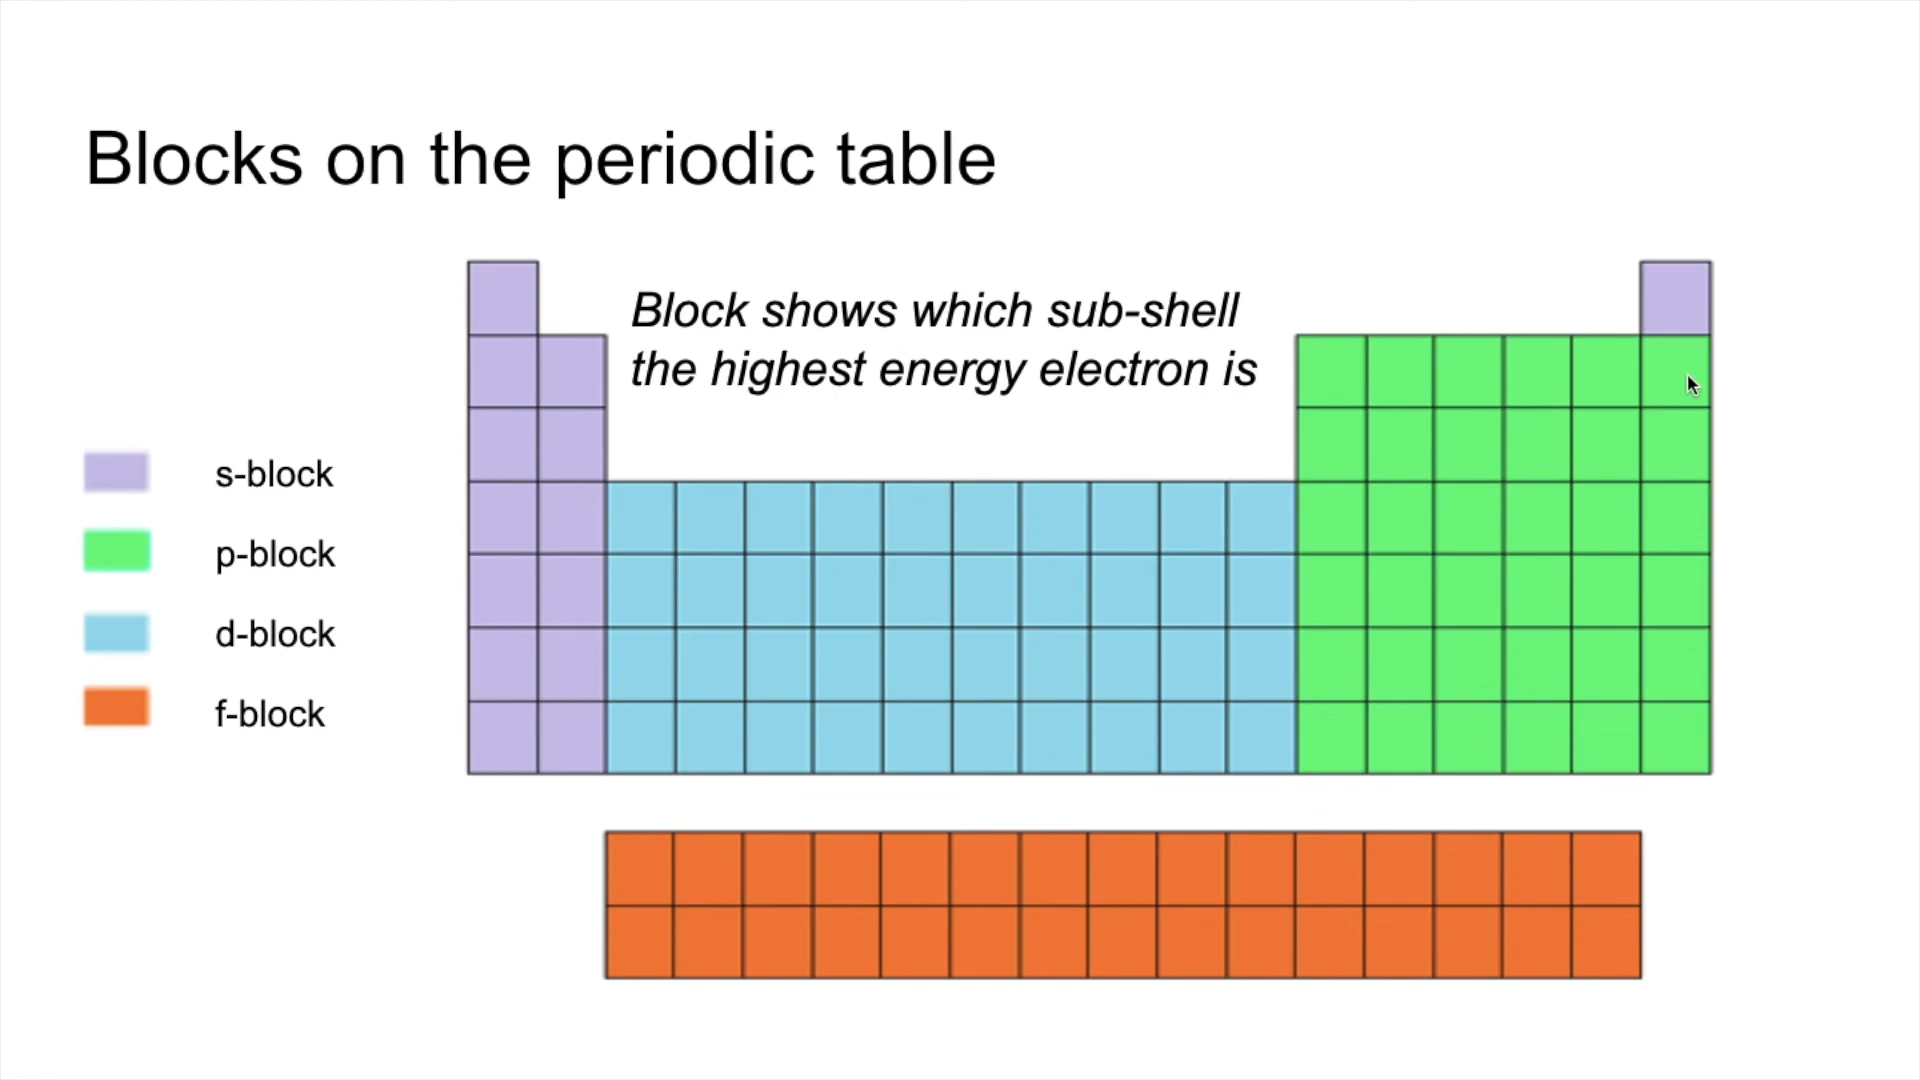 Blocks on the periodic table
Block shows which sub-shell
the highest energy electron is
s-block
p-block
d-block
f-block